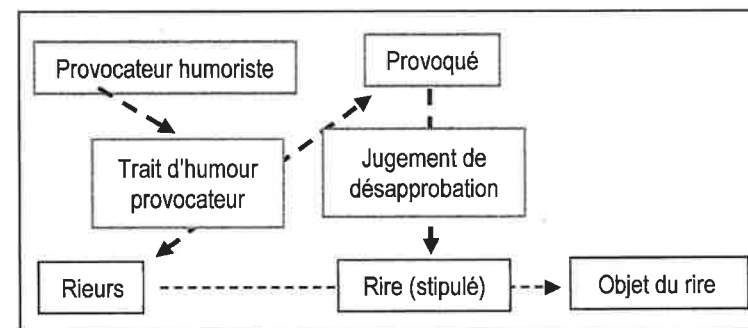 Provocateur humoriste
Provoqué
Trait d'humour
provocateur
Jugement de
désapprobation
Rieurs
Rire (stipulé)
Objet du rire